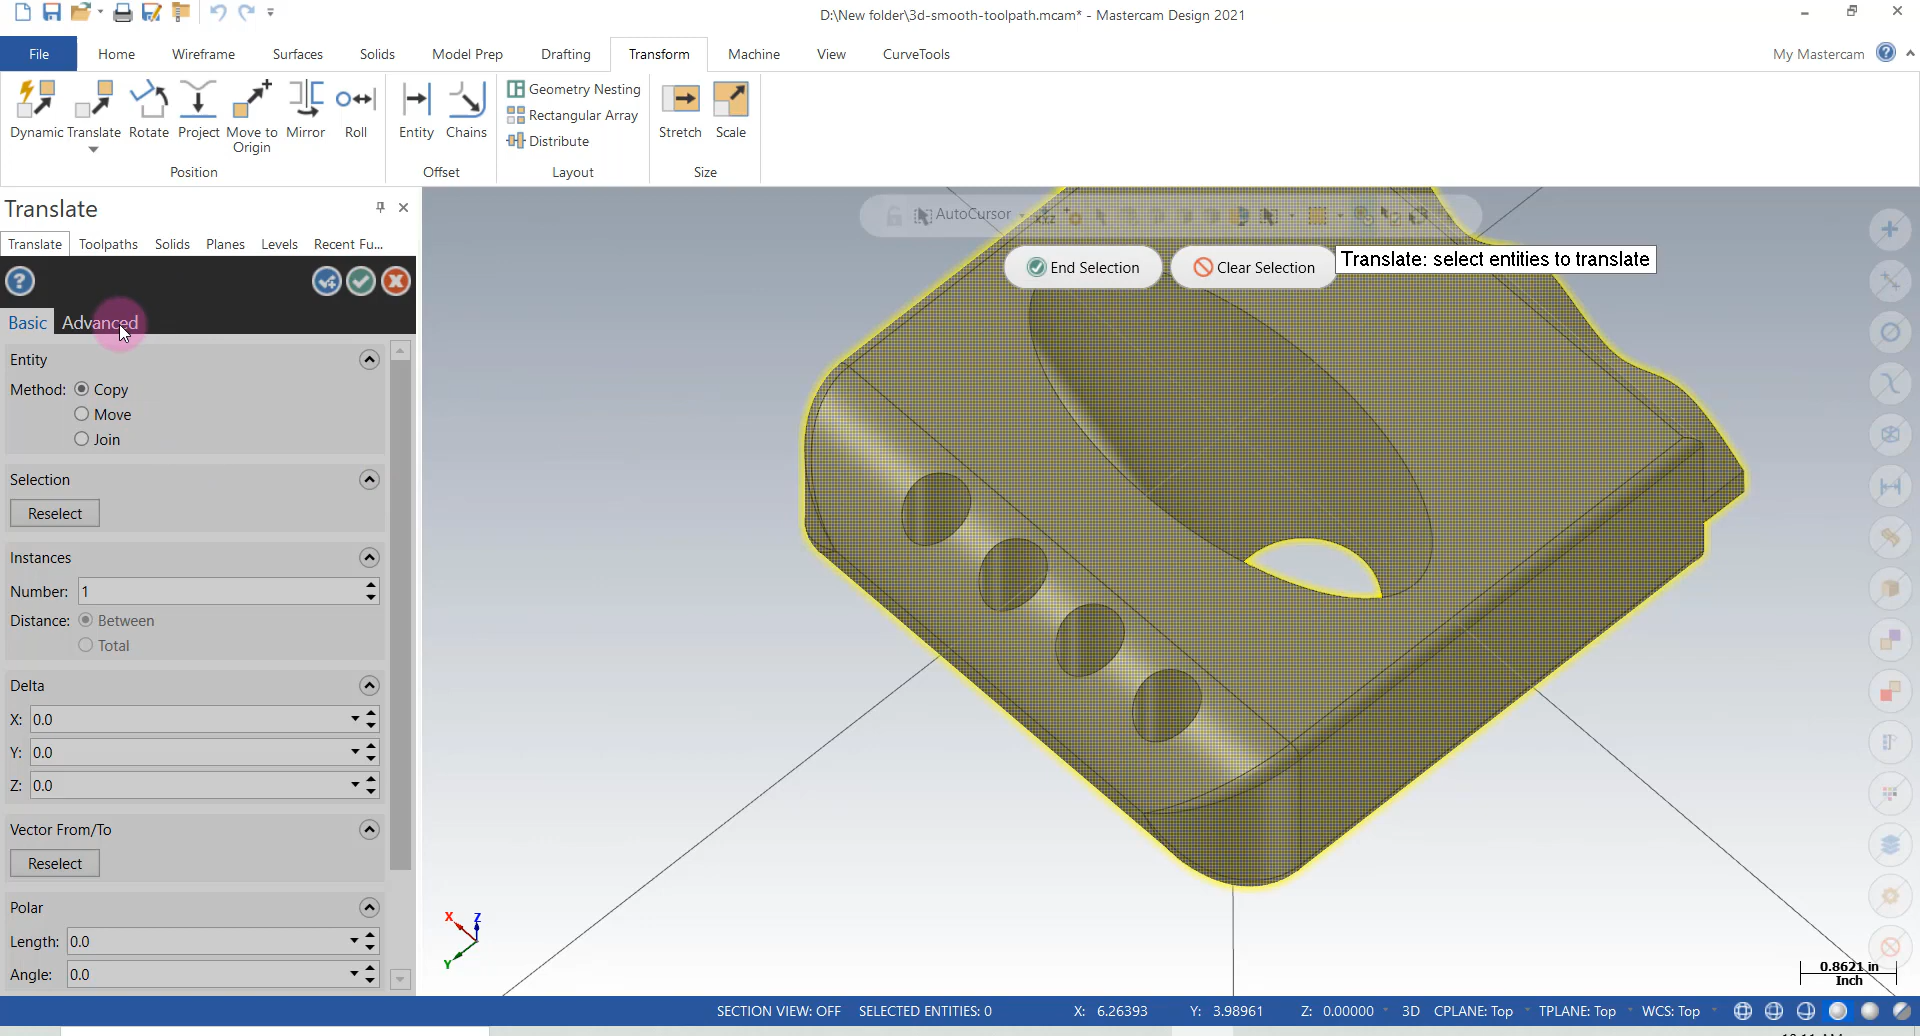 D:\New folder\3d-smooth-toolpath.mcam* - Mastercam Design 2021
File Home Wireframe Surfaces Solids Model Prep Drafting Transform Machine View CurveTools My Mastercam
Dynamic Translate Rotate Project Move to Origin Mirror Roll
Position
Entity Chains
Offset
Geometry Nesting
Rectangular Array
Distribute
Layout
Stretch Scale
Size
Translate
Translate Toolpaths Solids Planes Levels Recent Fu...
Basic Advanced
Entity
Method: Copy
Move
Join
Selection
Reselect
Instances
Number: 1
Distance: Between
Total
Delta
X: 0.0
Y: 0.0
Z: 0.0
Vector From/To
Reselect
Polar
Length: 0.0
Angle: 0.0
AutoCursor
XYZ
End Selection Clear Selection Translate: select entities to translate
X Z
Y
0.8621 in
Inch
SECTION VIEW: OFF SELECTED ENTITIES: 0 X: 6.26393 Y: 3.98961 Z: 0.00000 3D CPLANE: Top TPLANE: Top WCS: Top